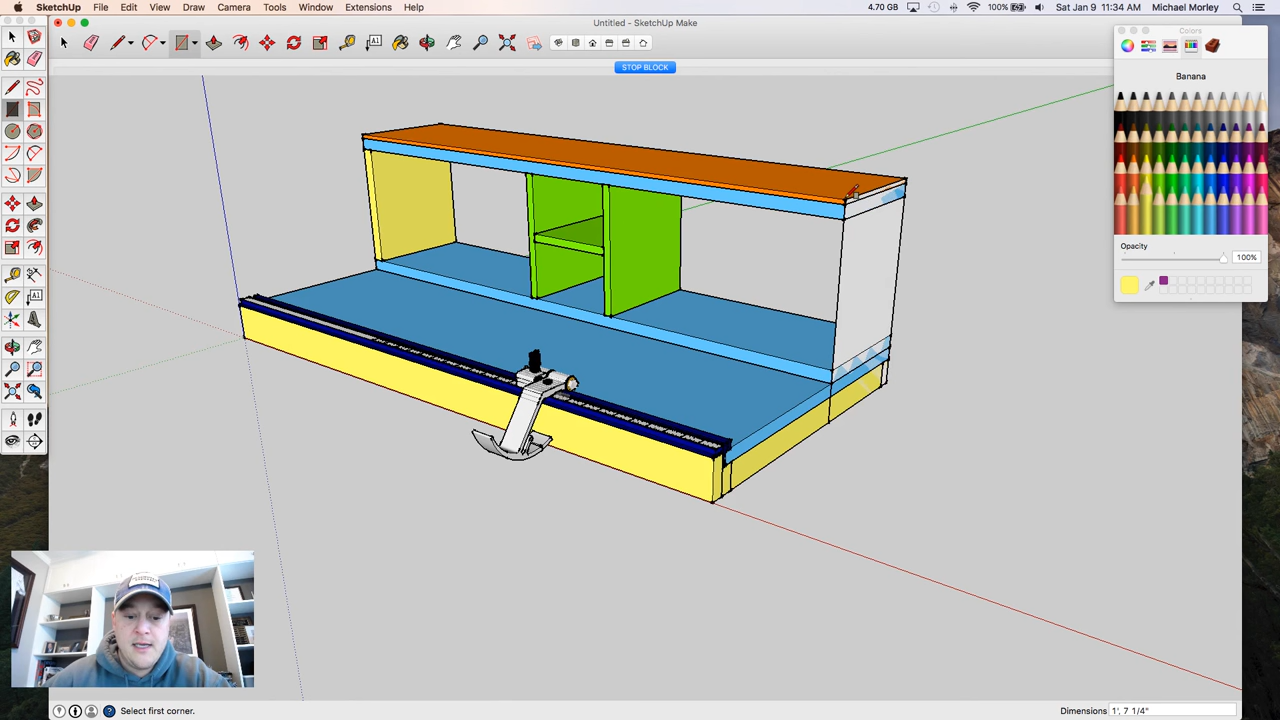 SketchUp File Edit View Draw Camera Tools Window Extensions Help 4.70 GB 100% Sat Jan 9 11:34 AM Michael Morley
Untitled - SketchUp Make
Colors
STOP BLOCK
Banana
Opacity
100%
Select first corner.
Dimensions 1', 7 1/4"